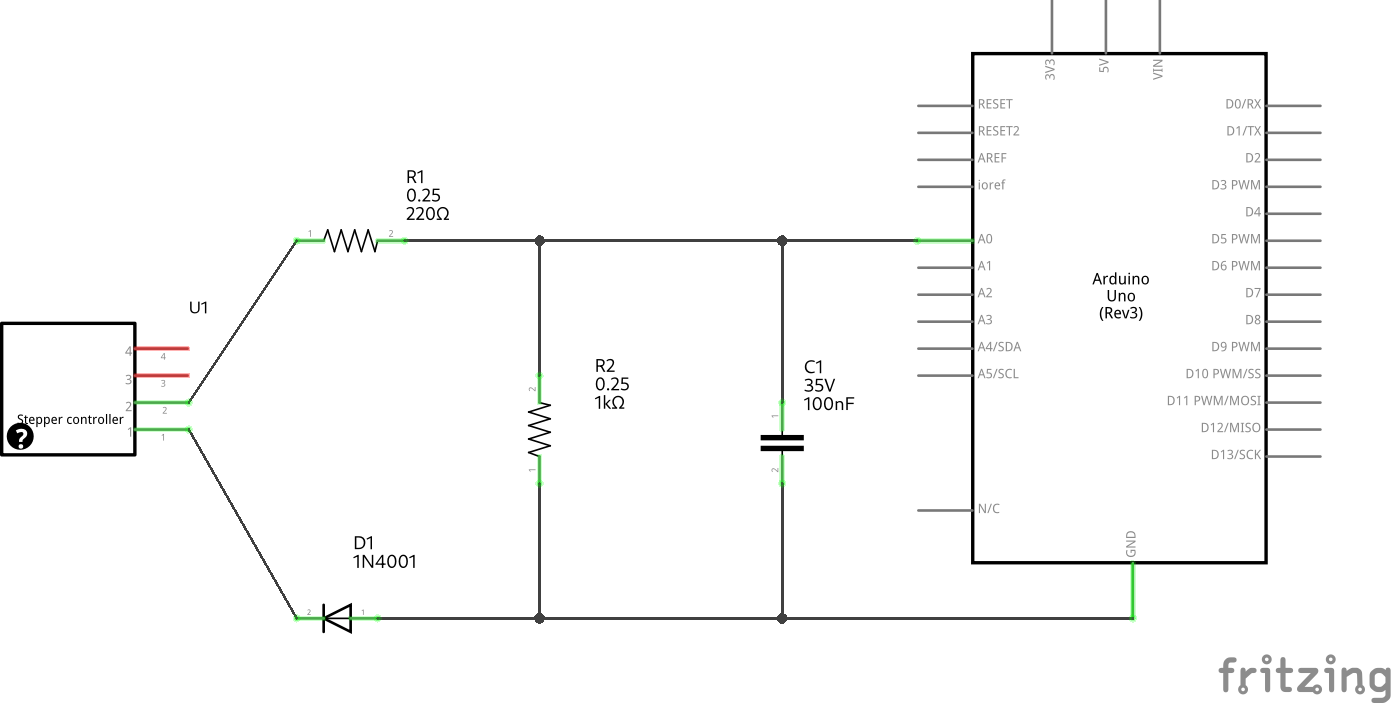 3V3
5V
VIN
RESET
D0/RX
RESET2
D1/TX
AREF
D2
ioref
D3 PWM
D4
R1
0.25
220Ω
1
2
A0
D5 PWM
A1
D6 PWM
Arduino
Uno
(Rev3)
A2
D7
A3
D8
A4/SDA
D9 PWM
A5/SCL
D10 PWM/SS
D11 PWM/MOSI
D12/MISO
D13/SCK
N/C
GND
U1
4
4
3
3
2
2
1
1
Stepper controller
?
R2
0.25
1kΩ
2
1
C1
35V
100nF
1
2
D1
1N4001
2
1
fritzing